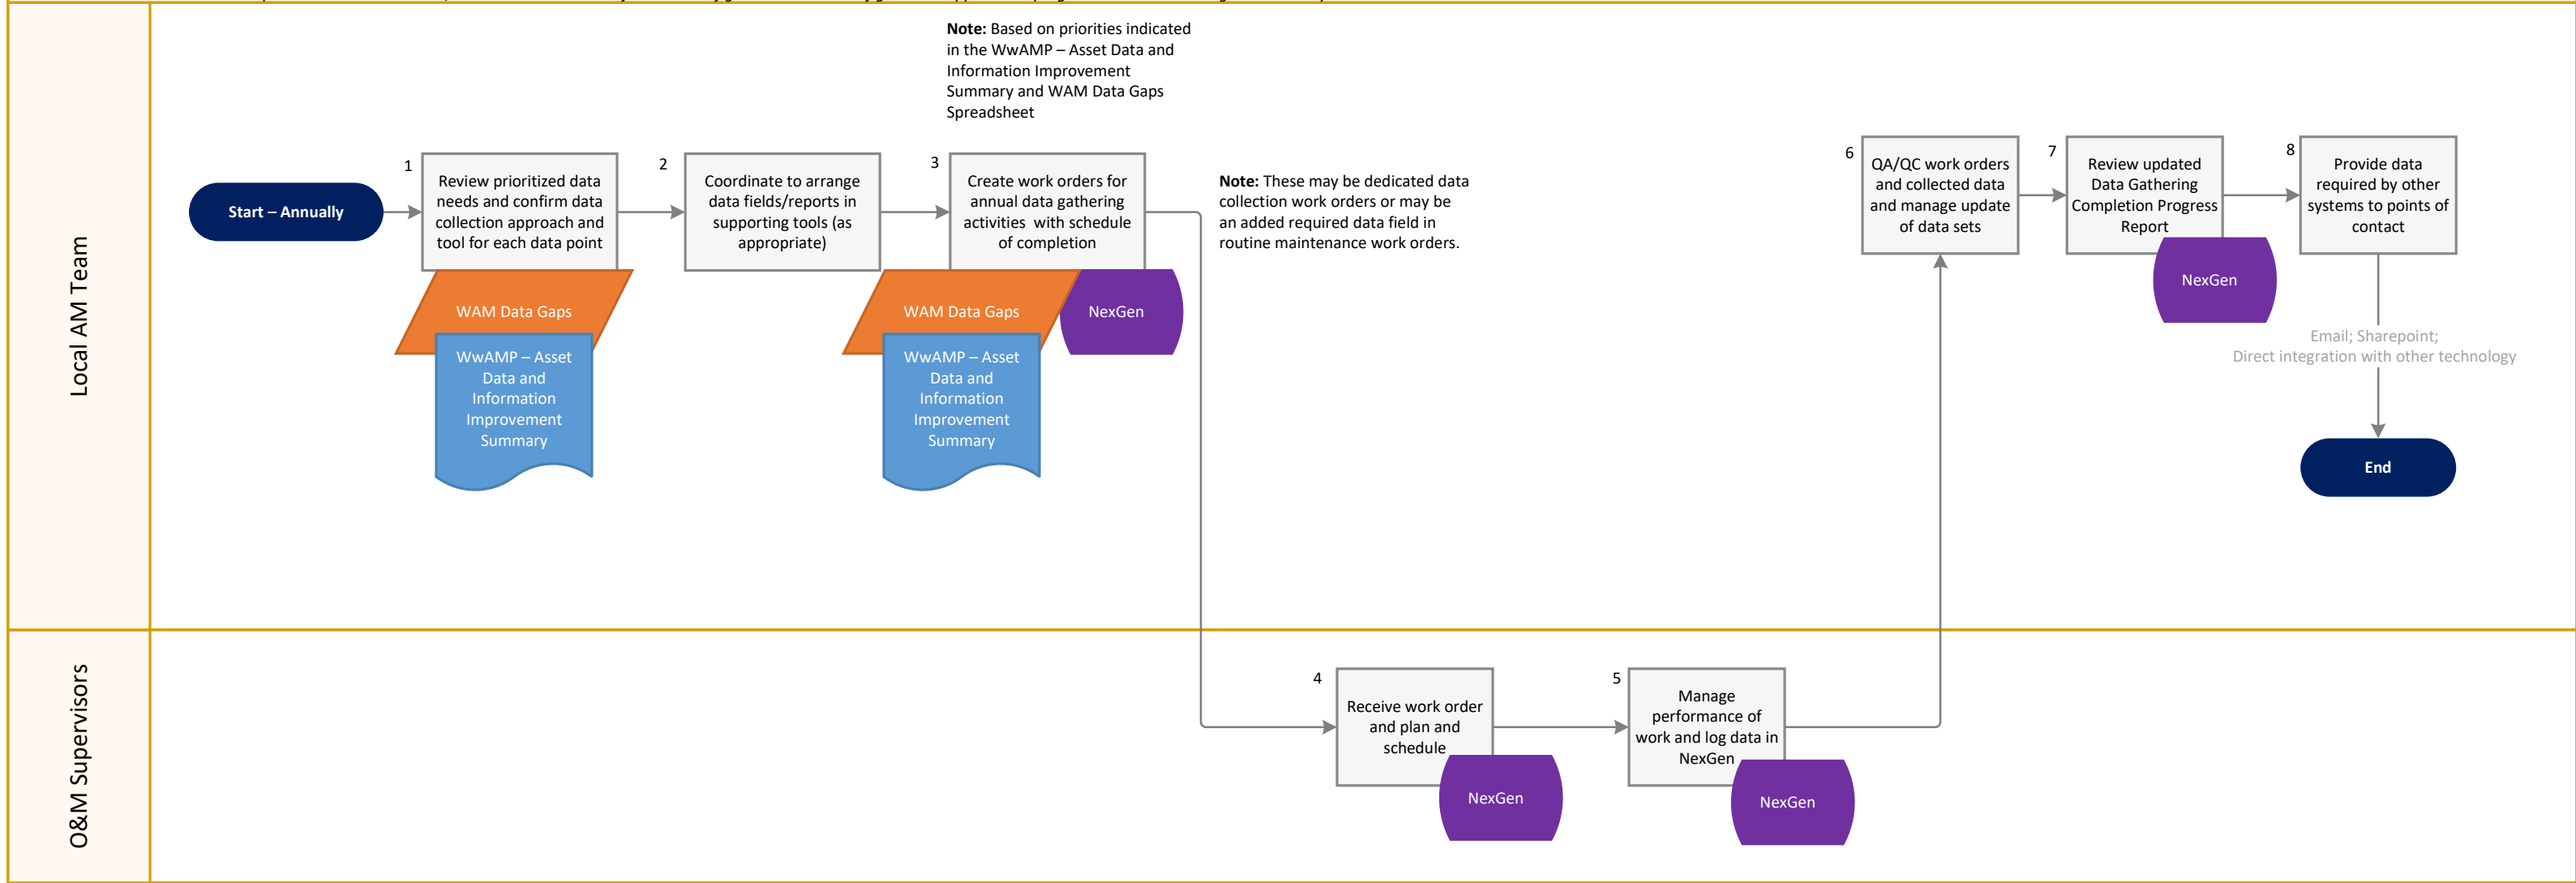 Note: Based on priorities indicated
in the WwAMP – Asset Data and
Information Improvement
Summary and WAM Data Gaps
Spreadsheet
Local AM Team
Start – Annually
1
Review prioritized data
needs and confirm data
collection approach and
tool for each data point
WAM Data Gaps
WwAMP – Asset
Data and
Information
Improvement
Summary
2
Coordinate to arrange
data fields/reports in
supporting tools (as
appropriate)
3
Create work orders for
annual data gathering
activities with schedule
of completion
WAM Data Gaps
NexGen
WwAMP – Asset
Data and
Information
Improvement
Summary
Note: These may be dedicated data
collection work orders or may be
an added required data field in
routine maintenance work orders.
6
QA/QC work orders
and collected data
and manage update
of data sets
7
Review updated
Data Gathering
Completion Progress
Report
NexGen
8
Provide data
required by other
systems to points of
contact
Email; Sharepoint;
Direct integration with other technology
End
O&M Supervisors
4
Receive work order
and plan and
schedule
NexGen
5
Manage
performance of
work and log data in
NexGen
NexGen